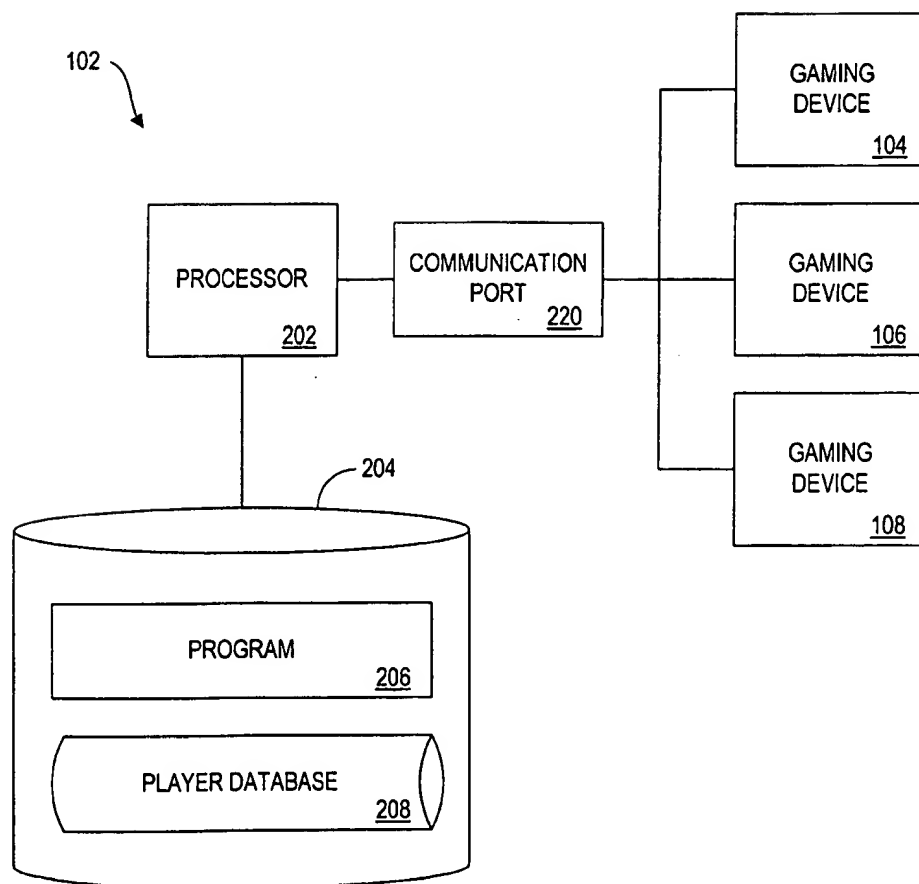 102
GAMING
DEVICE
104
PROCESSOR
202
COMMUNICATION
PORT
220
GAMING
DEVICE
106
GAMING
DEVICE
108
204
PROGRAM
206
PLAYER DATABASE
208